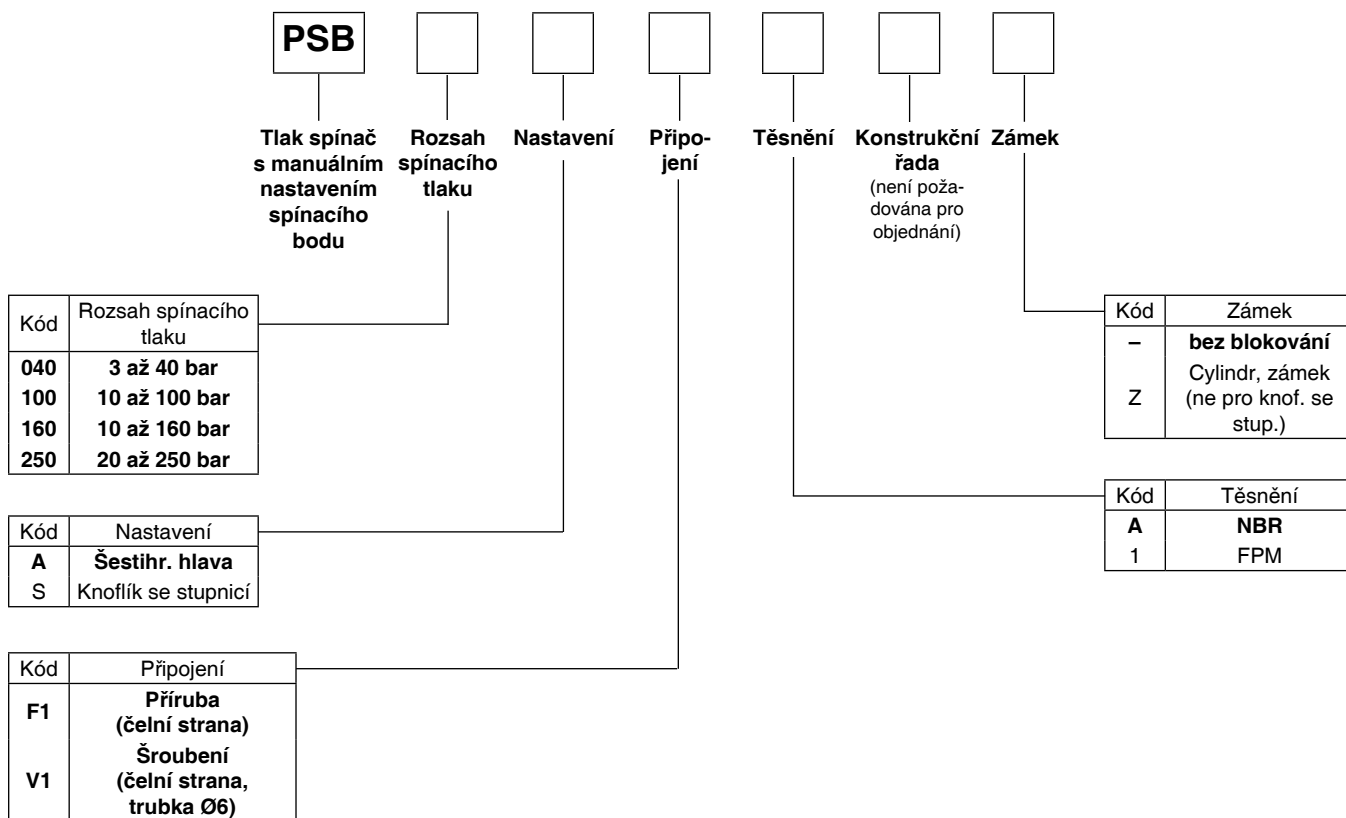 PSB
Tlak spínač
s manuálním
nastavením
spínacího
bodu
Rozsah
spínacího
tlaku
Nastavení
Připo-
jení
Těsnění
Konstrukční
řada
(není poža-
dována pro
objednání)
Zámek
Kód Rozsah spínacího
tlaku
040 3 až 40 bar
100 10 až 100 bar
160 10 až 160 bar
250 20 až 250 bar
Kód Zámek
– bez blokování
Z Cylindr, zámek
(ne pro knof. se
stup.)
Kód Těsnění
A NBR
1 FPM
Kód Nastavení
A Šestihr. hlava
S Knoflík se stupnicí
Kód Připojení
F1 Příruba
(čelní strana)
V1 Šroubení
(čelní strana,
trubka Ø6)